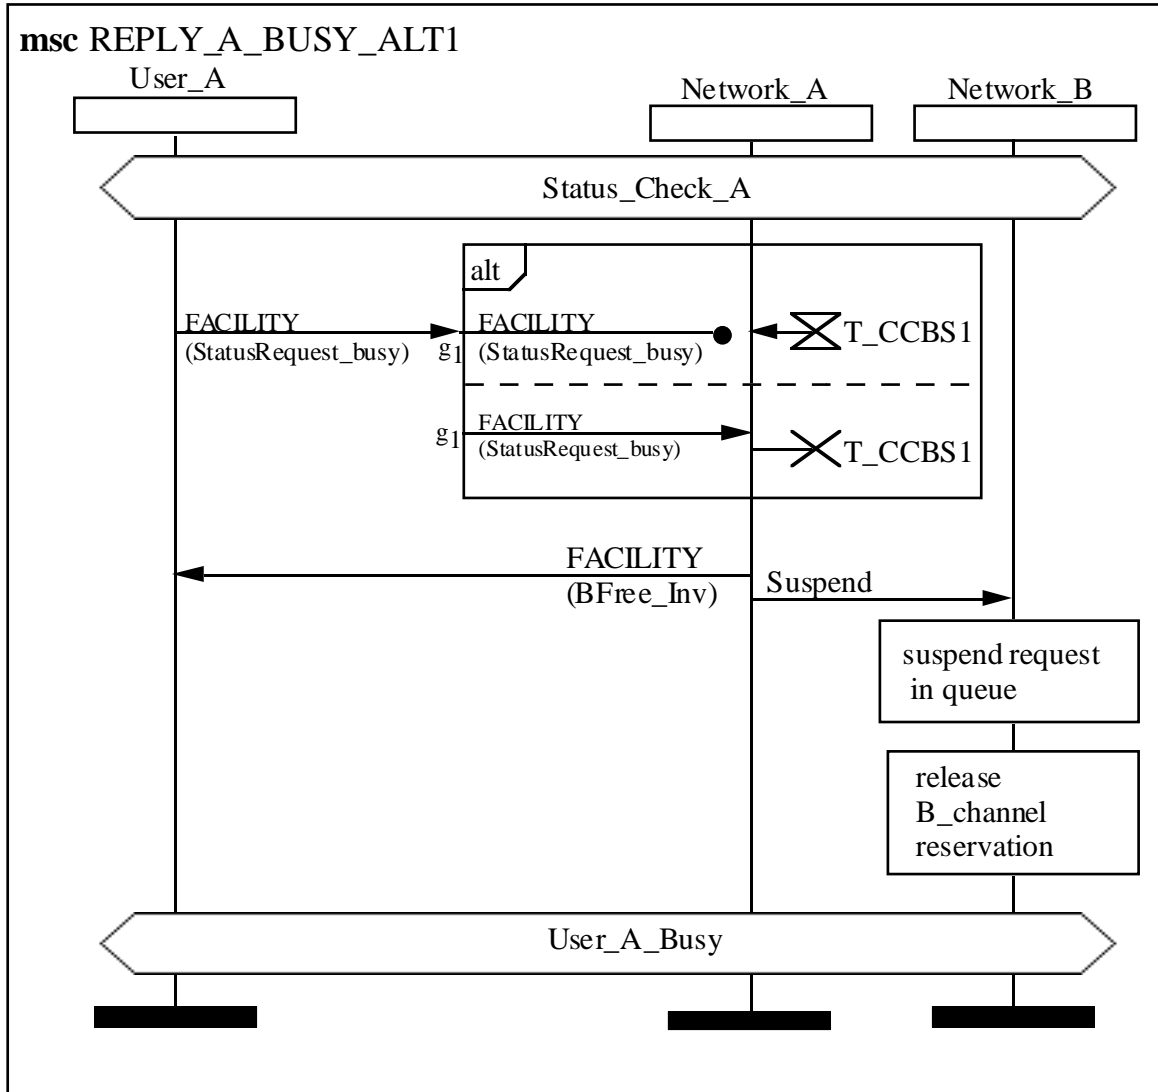 msc REPLY_A_BUSY_ALT1
User_A
Network_A
Network_B
Status_Check_A
alt
FACILITY
(StatusRequest_busy)
g1
FACILITY
(StatusRequest_busy)
T_CCBS1
g1
FACILITY
(StatusRequest_busy)
T_CCBS1
FACILITY
(BFree_Inv)
Suspend
suspend request
in queue
release
B_channel
reservation
User_A_Busy